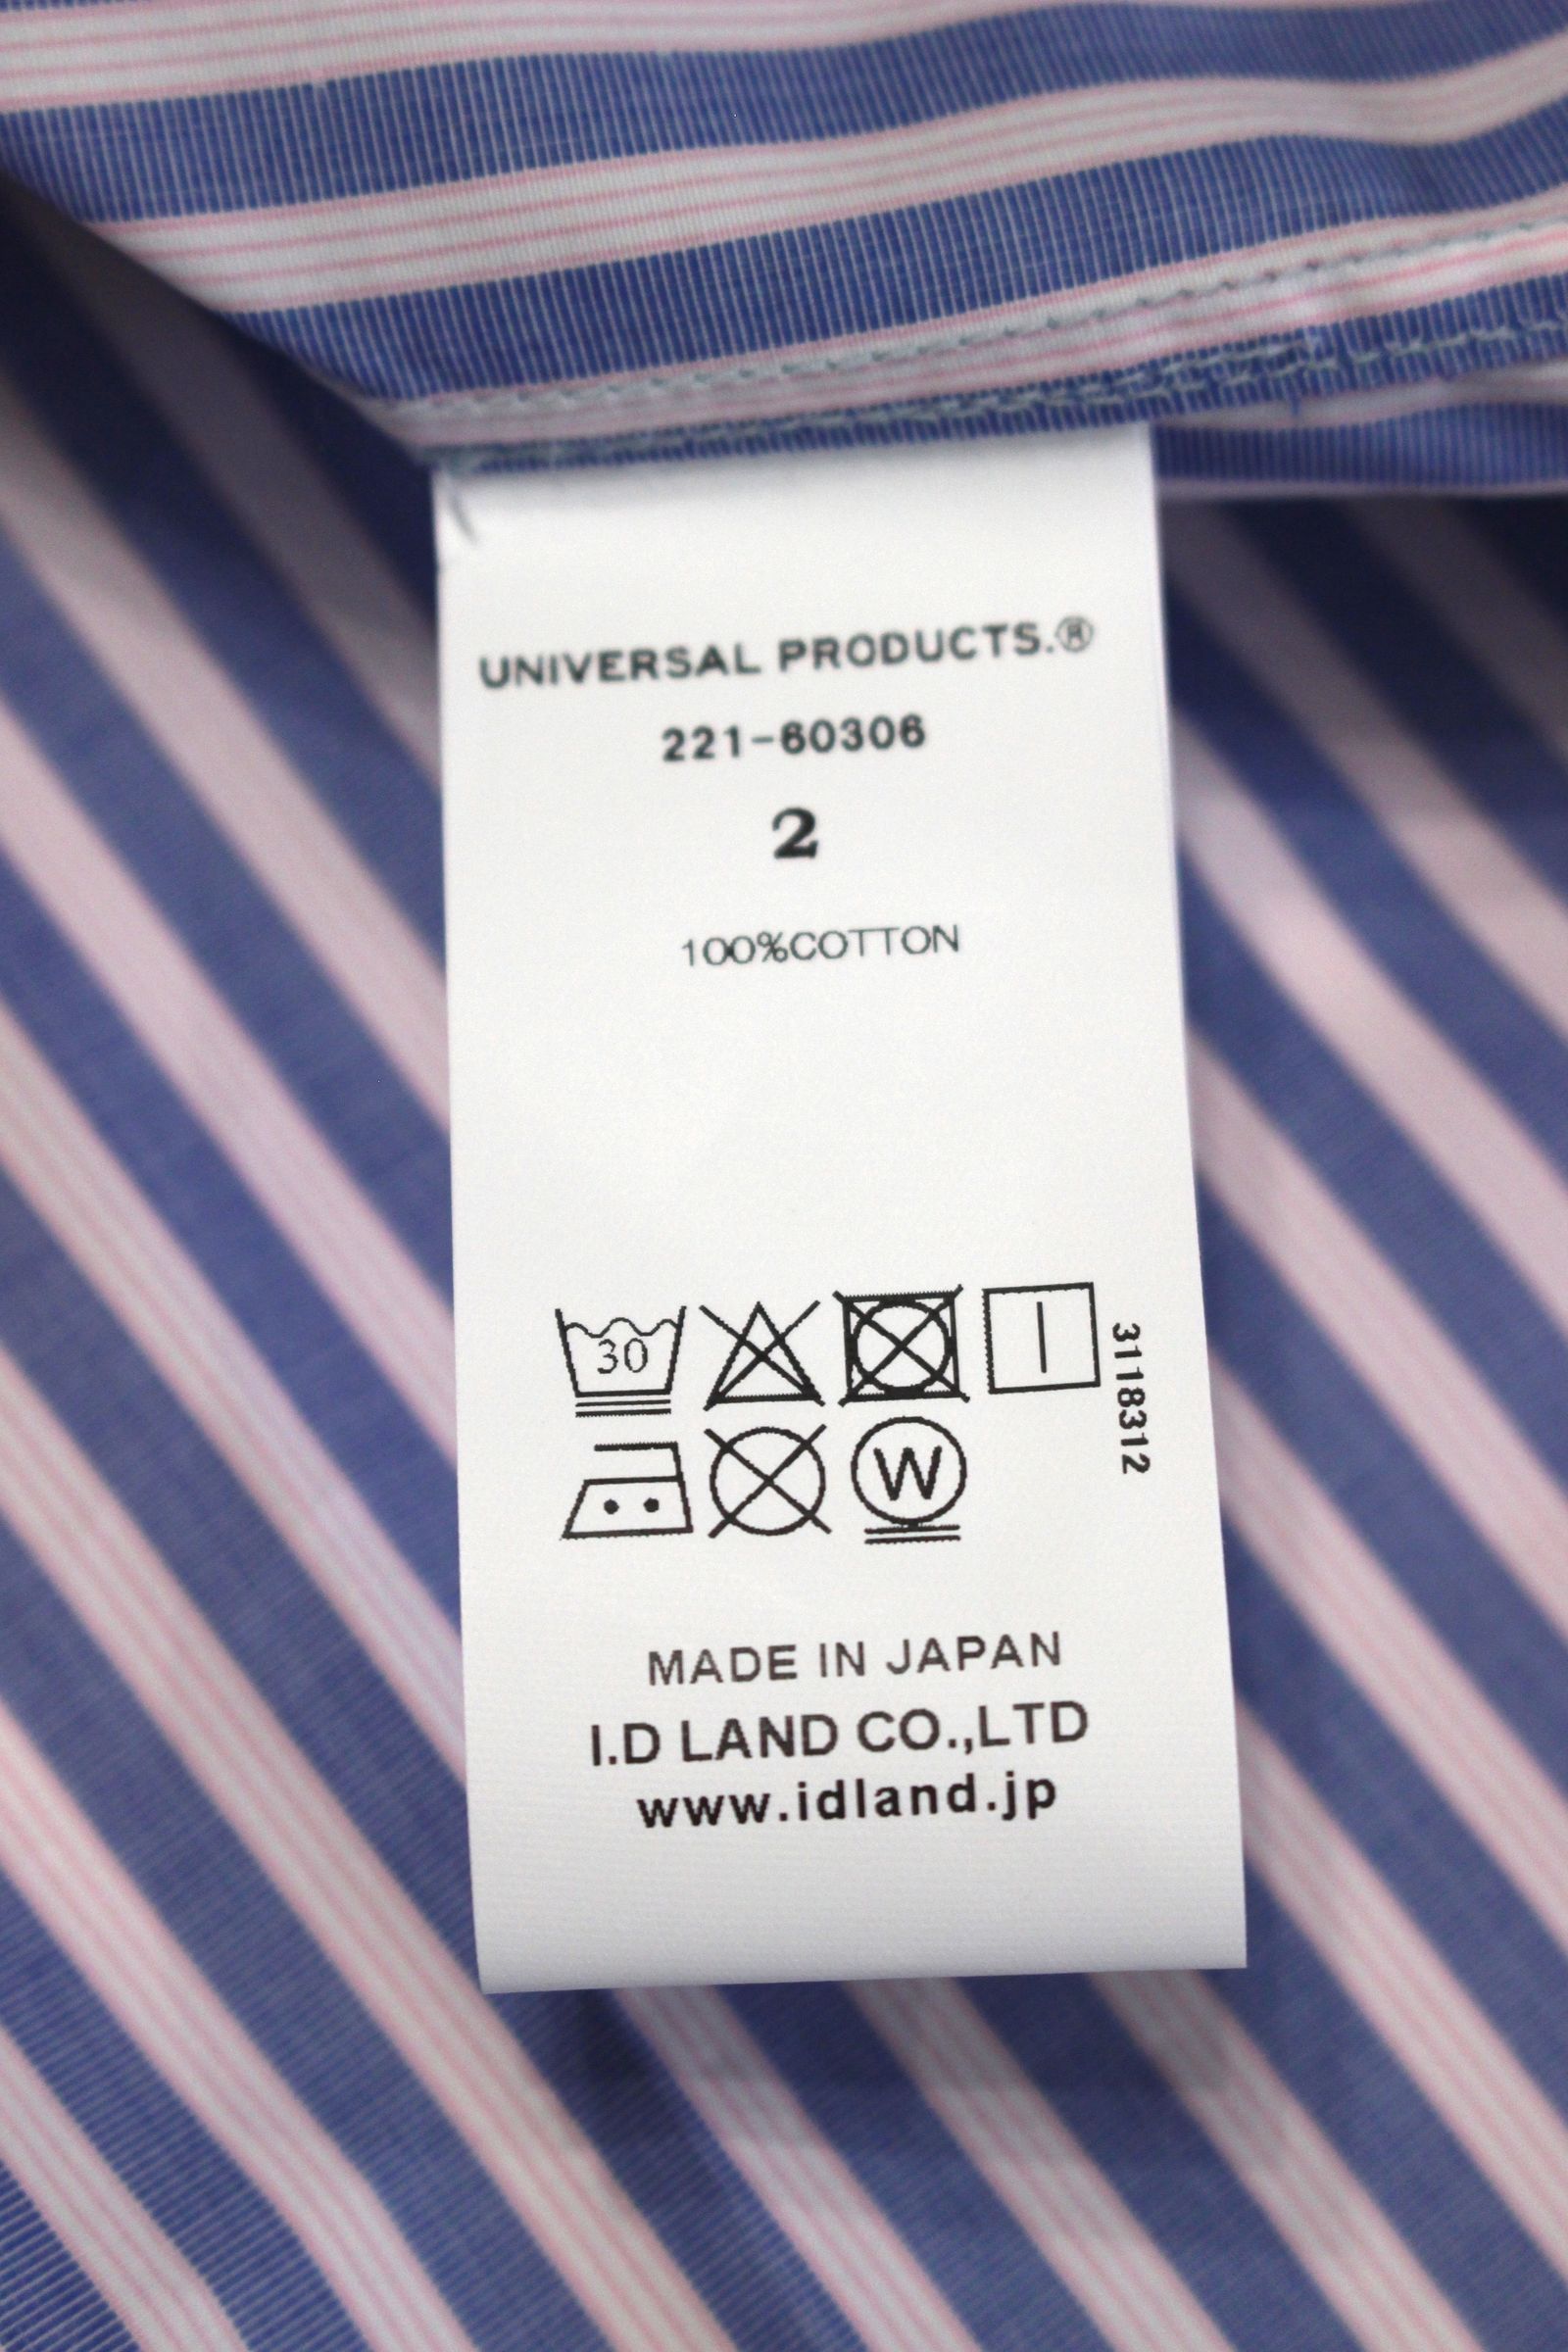 UNIVERSAL PRODUCTS.®
221-60306
2
100%COTTON
30
3118312
W
MADE IN JAPAN
I.D LAND CO.,LTD
www.idland.jp